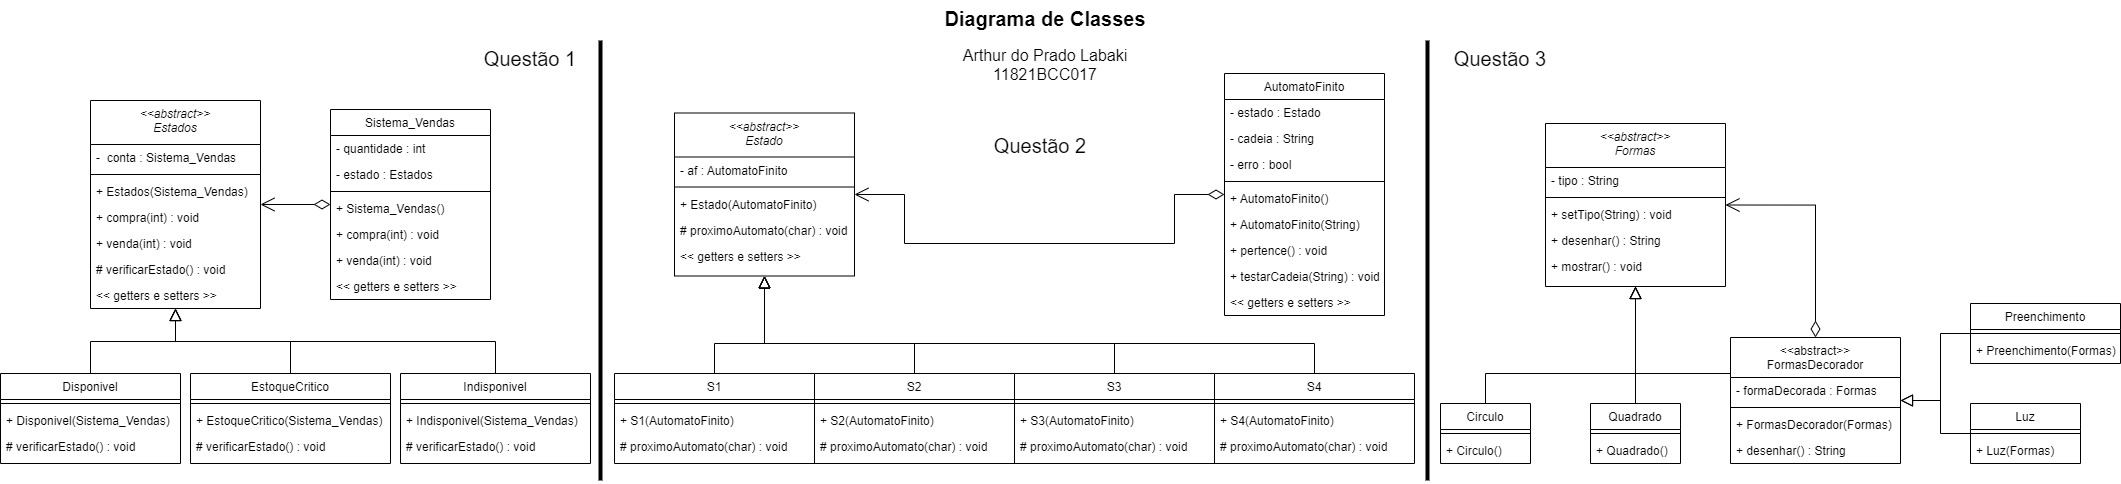 Diagrama de Classes
Arthur do Prado Labaki
11821BCC017
Questão 1
<<abstract>>
Estados
- conta : Sistema_Vendas
+ Estados(Sistema_Vendas)
+ compra(int) : void
+ venda(int) : void
# verificarEstado() : void
<< getters e setters >>
Sistema_Vendas
- quantidade : int
- estado : Estados
+ Sistema_Vendas()
+ compra(int) : void
+ venda(int) : void
<< getters e setters >>
Disponivel
+ Disponivel(Sistema_Vendas)
# verificarEstado() : void
EstoqueCritico
+ EstoqueCritico(Sistema_Vendas)
# verificarEstado() : void
Indisponivel
+ Indisponivel(Sistema_Vendas)
# verificarEstado() : void
Questão 2
<<abstract>>
Estado
- af : AutomatoFinito
+ Estado(AutomatoFinito)
# proximoAutomato(char) : void
<< getters e setters >>
AutomatoFinito
- estado : Estado
- cadeia : String
- erro : bool
+ AutomatoFinito()
+ AutomatoFinito(String)
+ pertence() : void
+ testarCadeia(String) : void
<< getters e setters >>
S1
+ S1(AutomatoFinito)
# proximoAutomato(char) : void
S2
+ S2(AutomatoFinito)
# proximoAutomato(char) : void
S3
+ S3(AutomatoFinito)
# proximoAutomato(char) : void
S4
+ S4(AutomatoFinito)
# proximoAutomato(char) : void
Questão 3
<<abstract>>
Formas
- tipo : String
+ setTipo(String) : void
+ desenhar() : String
+ mostrar() : void
Circulo
+ Circulo()
Quadrado
+ Quadrado()
<<abstract>>
FormasDecorador
- formaDecorada : Formas
+ FormasDecorador(Formas)
+ desenhar() : String
Preenchimento
+ Preenchimento(Formas)
Luz
+ Luz(Formas)